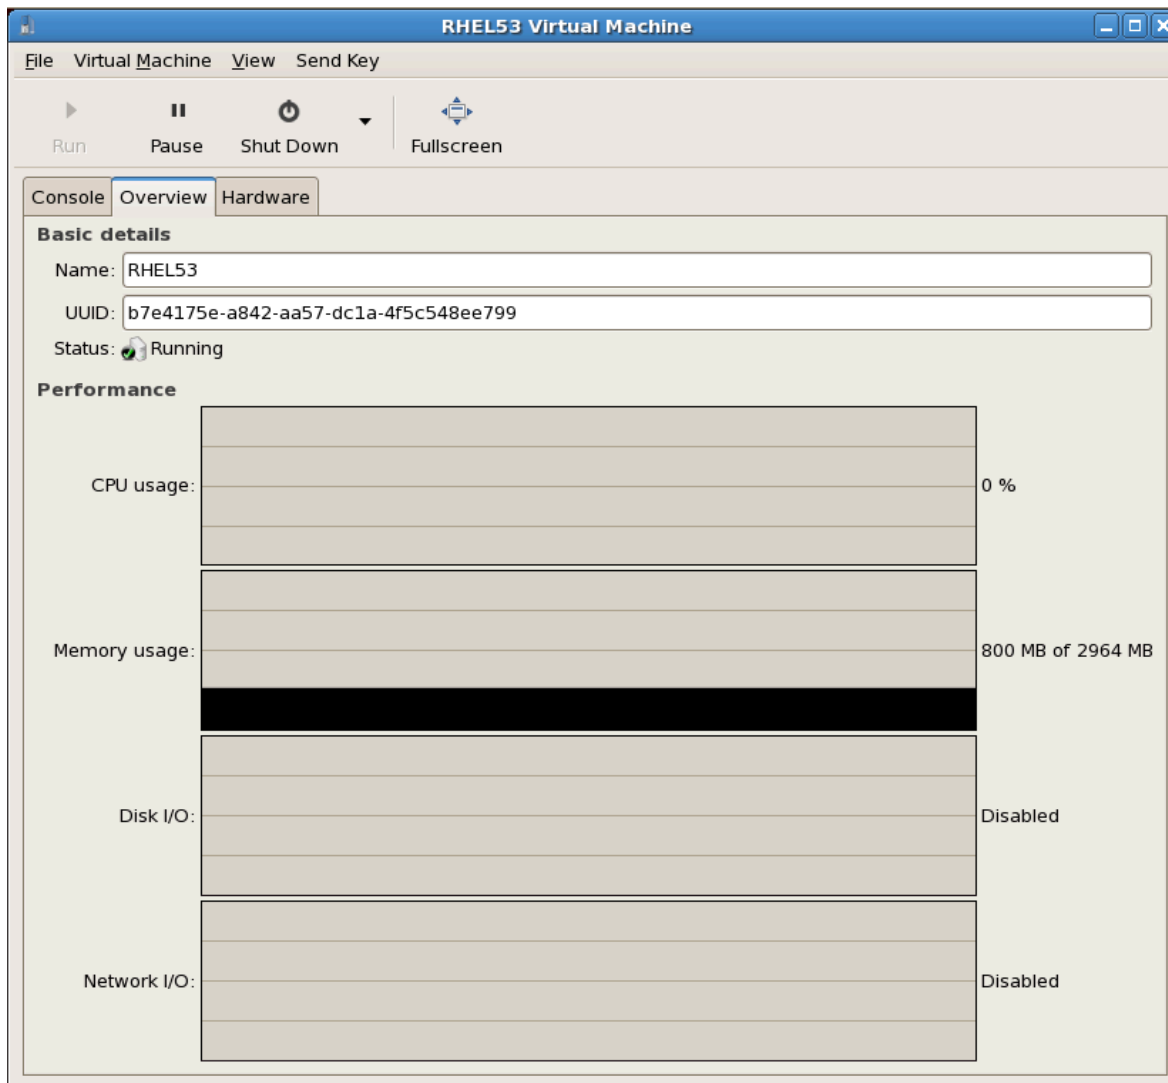 RHEL53 Virtual Machine
File Virtual Machine View Send Key
Run Pause Shut Down Fullscreen
Console Overview Hardware
Basic details
Name: RHEL53
UUID: b7e4175e-a842-aa57-dc1a-4f5c548ee799
Status: Running
Performance
CPU usage: 0 %
Memory usage: 800 MB of 2964 MB
Disk I/O: Disabled
Network I/O: Disabled